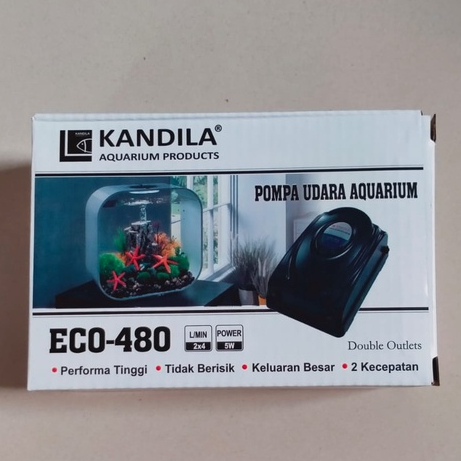 KANDILA®
AQUARIUM PRODUCTS
POMPA UDARA AQUARIUM
ECO-480
L/MIN
2x4
POWER
5W
Double Outlets
• Performa Tinggi • Tidak Berisik • Keluaran Besar • 2 Kecepatan